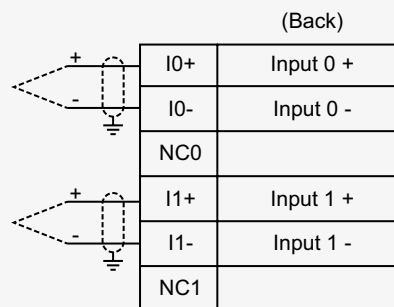 (Back)
+ I0+ Input 0 +
- I0- Input 0 -
NC0
+ I1+ Input 1 +
- I1- Input 1 -
NC1